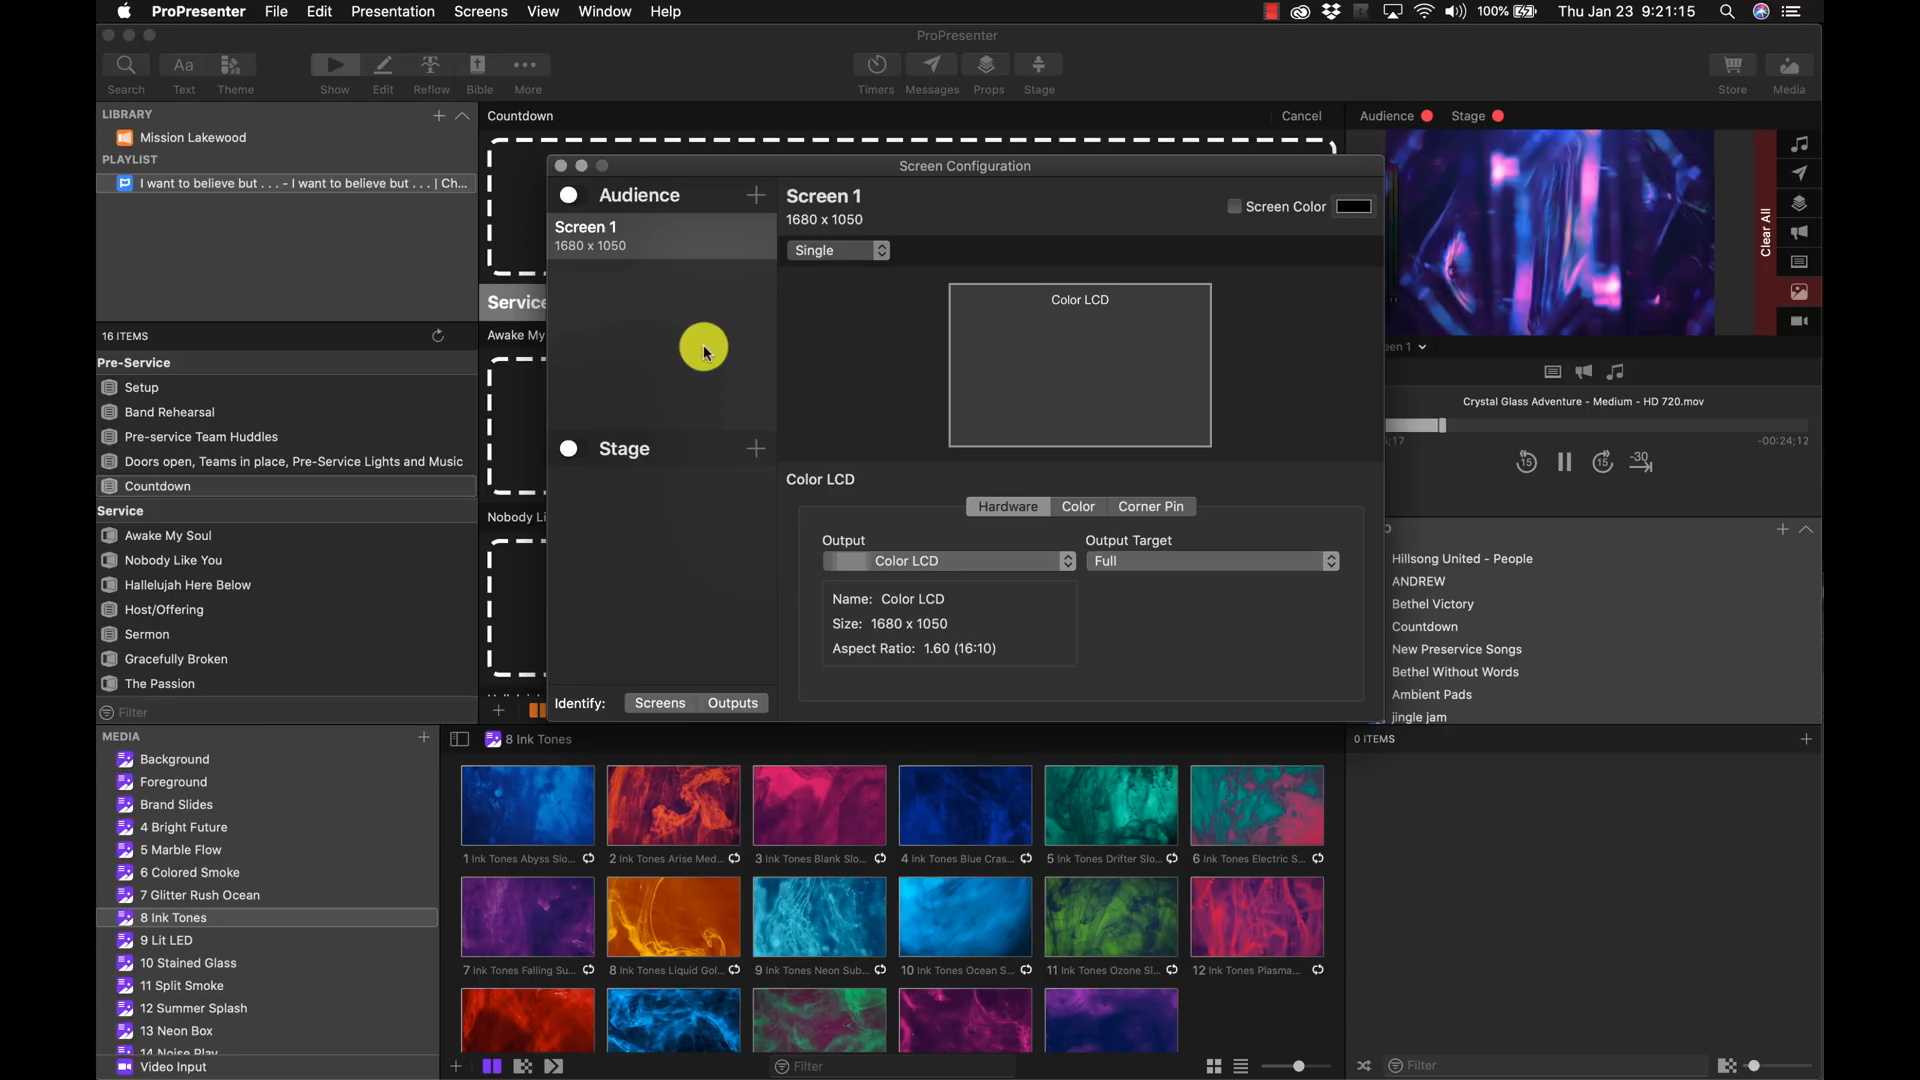 ProPresenter File Edit Presentation Screens View Window Help 100% Thu Jan 23 9:21:15
ProPresenter
Aa
Search Text Theme Show Edit Reflow Bible More Timers Messages Props Stage Store Media
LIBRARY
Mission Lakewood
PLAYLIST
I want to believe but . . . - I want to believe but . . . | Ch...
Countdown Cancel
Audience Stage
Clear All
Screen Configuration
Audience
Screen 1
1680 x 1050
Stage
Identify: Screens Outputs
Screen 1
1680 x 1050
Screen Color
Single
Color LCD
Color LCD
Hardware Color Corner Pin
Output
Color LCD
Output Target
Full
Name: Color LCD
Size: 1680 x 1050
Aspect Ratio: 1.60 (16:10)
Service
Awake My
Nobody Li
16 ITEMS
Pre-Service
Setup
Band Rehearsal
Pre-service Team Huddles
Doors open, Teams in place, Pre-Service Lights and Music
Countdown
Service
Awake My Soul
Nobody Like You
Hallelujah Here Below
Host/Offering
Sermon
Gracefully Broken
The Passion
Filter
een 1
Crystal Glass Adventure - Medium - HD 720.mov
;17 -00:24;12
15 15 -30
Hillsong United - People
ANDREW
Bethel Victory
Countdown
New Preservice Songs
Bethel Without Words
Ambient Pads
jingle jam
0 ITEMS
Filter
MEDIA
Background
Foreground
Brand Slides
4 Bright Future
5 Marble Flow
6 Colored Smoke
7 Glitter Rush Ocean
8 Ink Tones
9 Lit LED
10 Stained Glass
11 Split Smoke
12 Summer Splash
13 Neon Box
14 Noise Play
Video Input
8 Ink Tones
1 Ink Tones Abyss Slo... 2 Ink Tones Arise Med... 3 Ink Tones Blank Slo... 4 Ink Tones Blue Cras... 5 Ink Tones Drifter Slo... 6 Ink Tones Electric S...
7 Ink Tones Falling Su... 8 Ink Tones Liquid Gol... 9 Ink Tones Neon Sub... 10 Ink Tones Ocean S... 11 Ink Tones Ozone Sl... 12 Ink Tones Plasma...
Filter